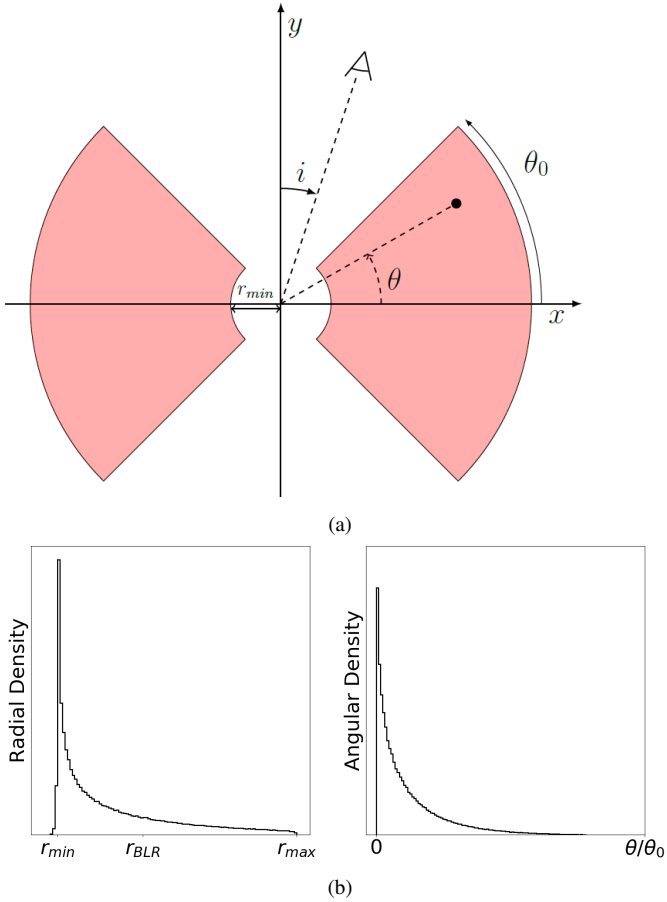 y
i
θ₀
r_min
θ
x
(a)
Radial Density
Angular Density
r_min r_BLR r_max
0 θ/θ₀
(b)